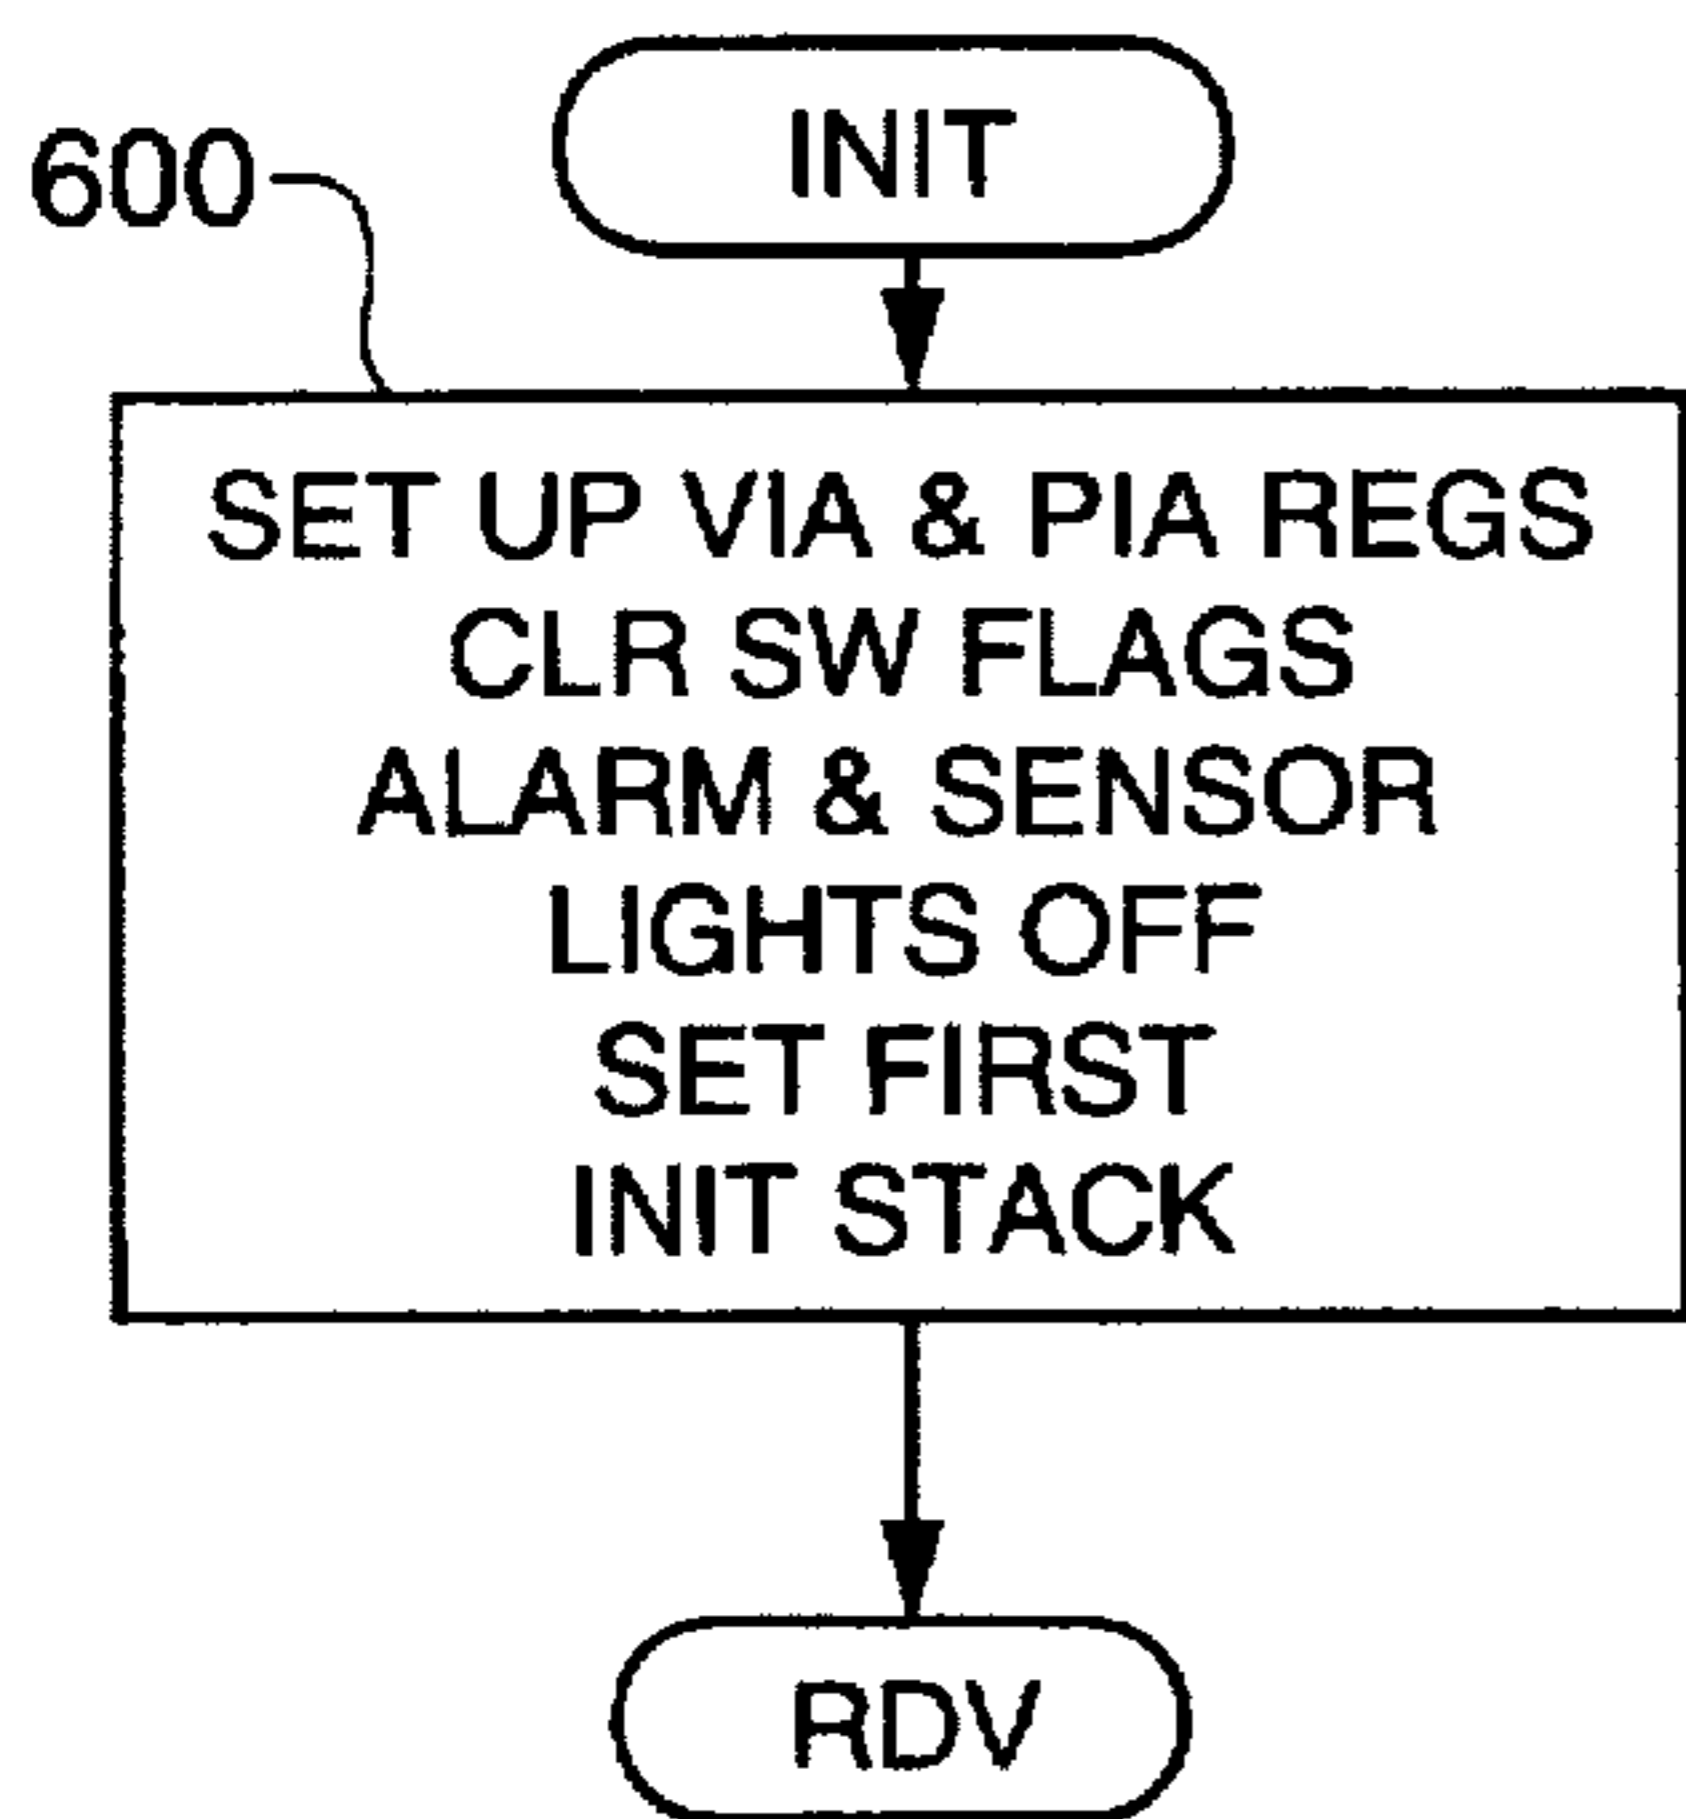 INIT
600
SET UP VIA & PIA REGS
CLR SW FLAGS
ALARM & SENSOR
LIGHTS OFF
SET FIRST
INIT STACK
RDV